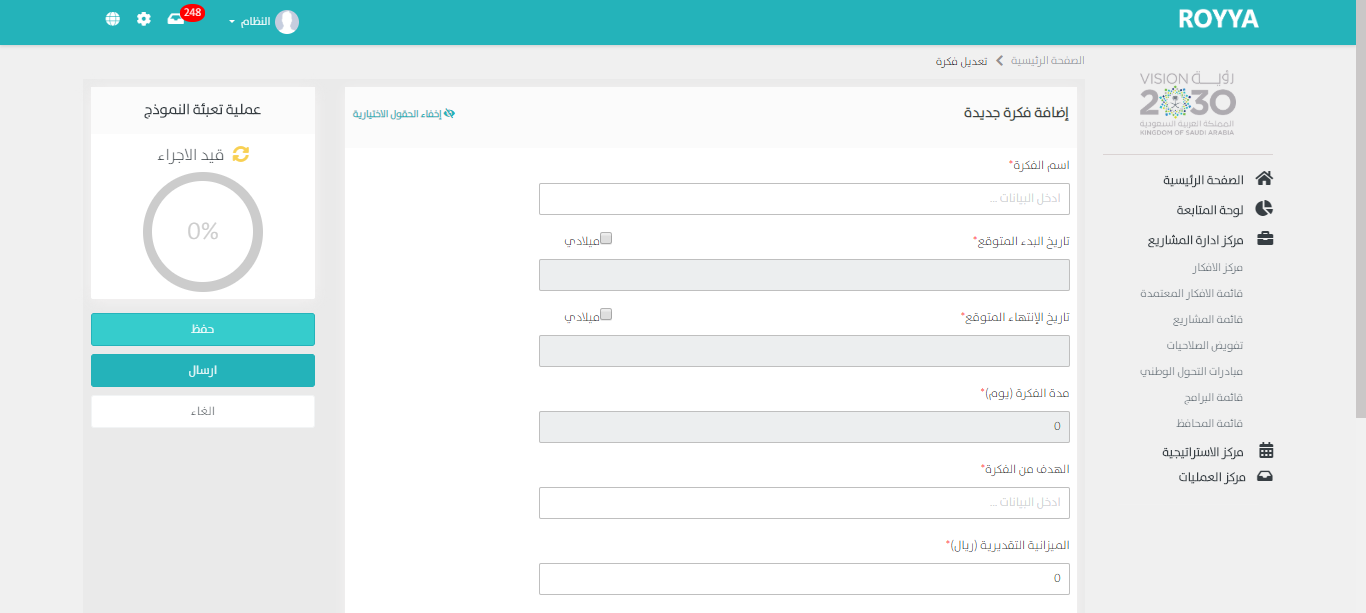 ROYYA
النظام
248
الصفحة الرئيسية
تعديل فكرة
رؤيـــة VISION
2030
المملكة العربية السعودية
KINGDOM OF SAUDI ARABIA
الصفحة الرئيسية
لوحة المتابعة
مركز ادارة المشاريع
مركز الافكار
قائمة الافكار المعتمدة
قائمة المشاريع
تفويض الصلاحيات
مبادرات التحول الوطني
قائمة البرامج
قائمة المحافظ
مركز الاستراتيجية
مركز العمليات
إضافة فكرة جديدة
إخفاء الحقول الاختيارية
اسم الفكرة*
ادخل البيانات ...
تاريخ البدء المتوقع*
ميلادي
تاريخ الإنتهاء المتوقع*
ميلادي
مدة الفكرة (يوم)*
0
الهدف من الفكرة*
ادخل البيانات ...
الميزانية التقديرية (ريال)*
0
عملية تعبئة النموذج
قيد الاجراء
0%
حفظ
ارسال
الغاء